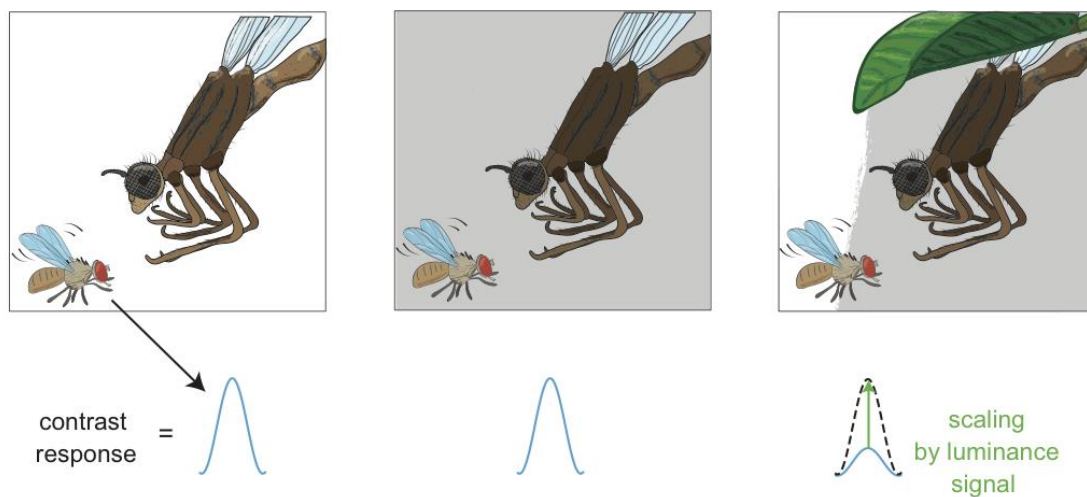 contrast
response
=
scaling
by luminance
signal